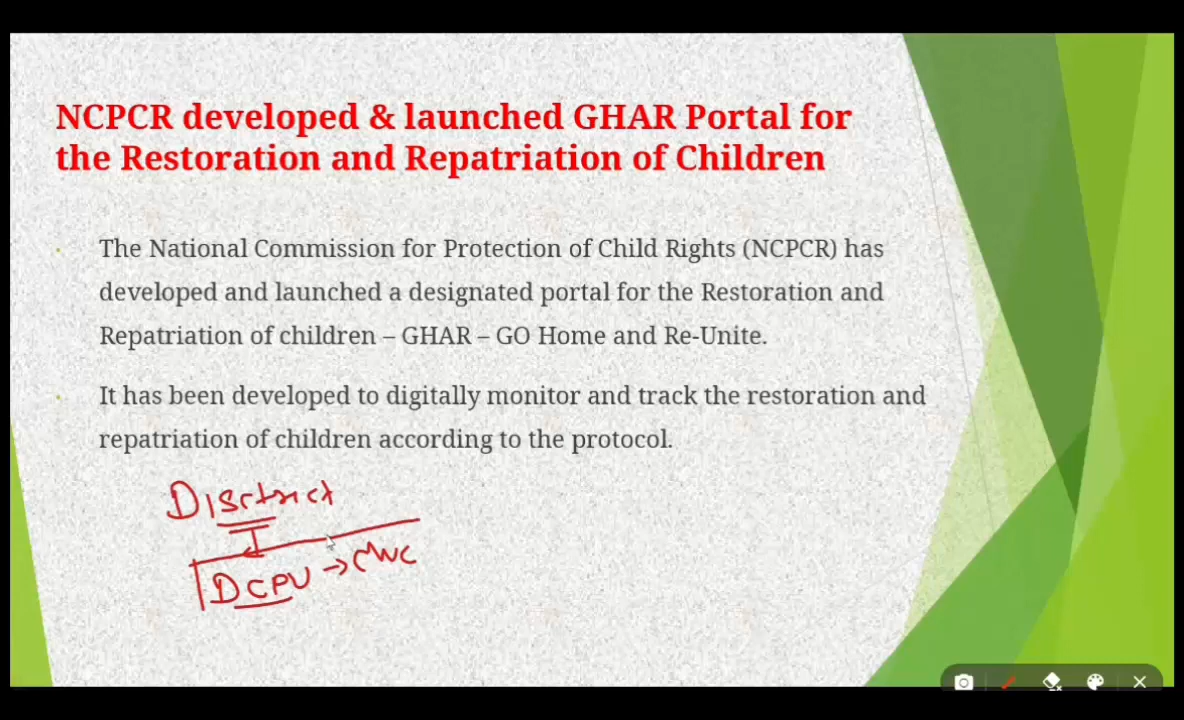 NCPCR developed & launched GHAR Portal for
the Restoration and Repatriation of Children
The National Commission for Protection of Child Rights (NCPCR) has
developed and launched a designated portal for the Restoration and
Repatriation of children – GHAR – GO Home and Re-Unite.
It has been developed to digitally monitor and track the restoration and
repatriation of children according to the protocol.
District
DCPU → CWC